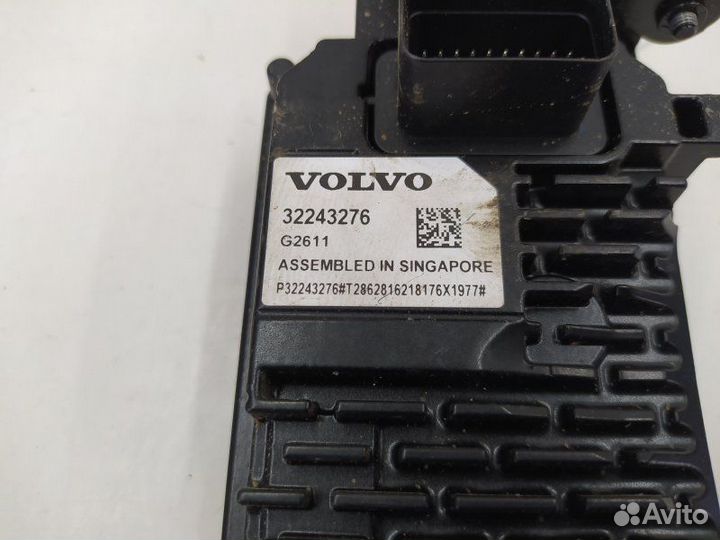 VOLVO
32243276
G2611
ASSEMBLED IN SINGAPORE
P32243276#T2862816218176X1977#
Avito